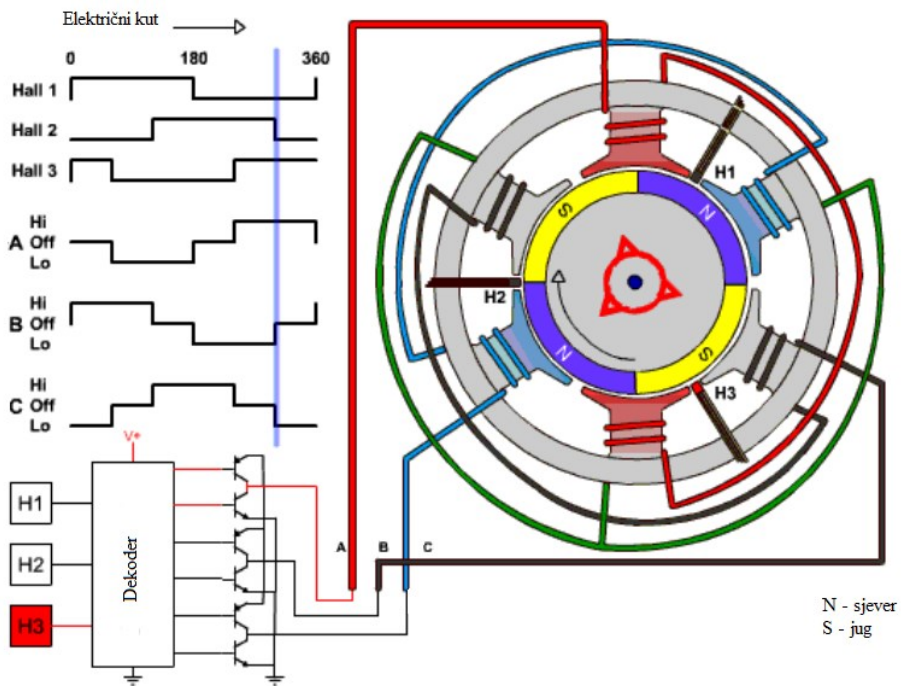 Električni kut
0 180 360
Hall 1
Hall 2
Hall 3
Hi
A Off
Lo
Hi
B Off
Lo
Hi
C Off
Lo
V+
H1
H2
H3
Dekoder
A B C
H1
H2
H3
S
N
N
S
N - sjever
S - jug